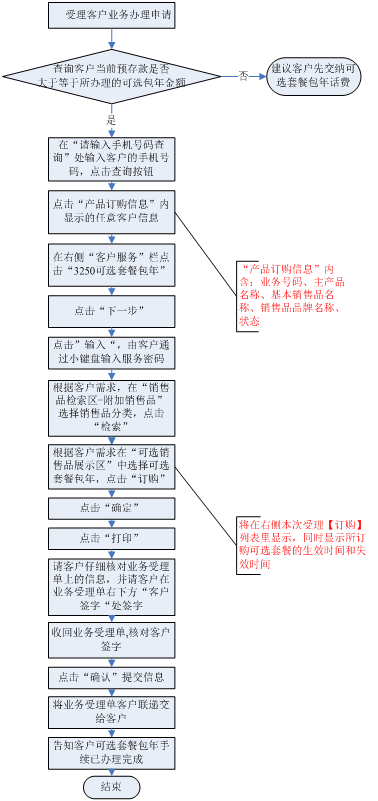 受理客户业务办理申请
查询客户当前预存款是否
大于等于所办理的可选包年金额
否
建议客户先交纳可
选套餐包年话费
是
在“请输入手机号码查
询”处输入客户的手机号
码，点击查询按钮
点击“产品订购信息”内
显示的任意客户信息
在右侧“客户服务”栏点
击“3250可选套餐包年”
“产品订购信息”内
含：业务号码、主产品
名称、基本销售品名
称、销售品品牌名称、
状态
点击“下一步”
点击”输入“，由客户通
过小键盘输入服务密码
根据客户需求，在“销售
品检索区-附加销售品”
选择销售品分类，点击
“检索”
根据客户需求在“可选销
售品展示区”中选择可选
套餐包年，点击“订购”
点击“确定”
将在右侧本次受理【订购】
列表里显示，同时显示所订
购可选套餐的生效时间和失
效时间
点击“打印”
请客户仔细核对业务受理
单上的信息，并请客户在
业务受理单右下方“客户
签字“处签字
收回业务受理单,核对客户
签字
点击“确认”提交信息
将业务受理单客户联递交
给客户
告知客户可选套餐包年手
续已办理完成
结束